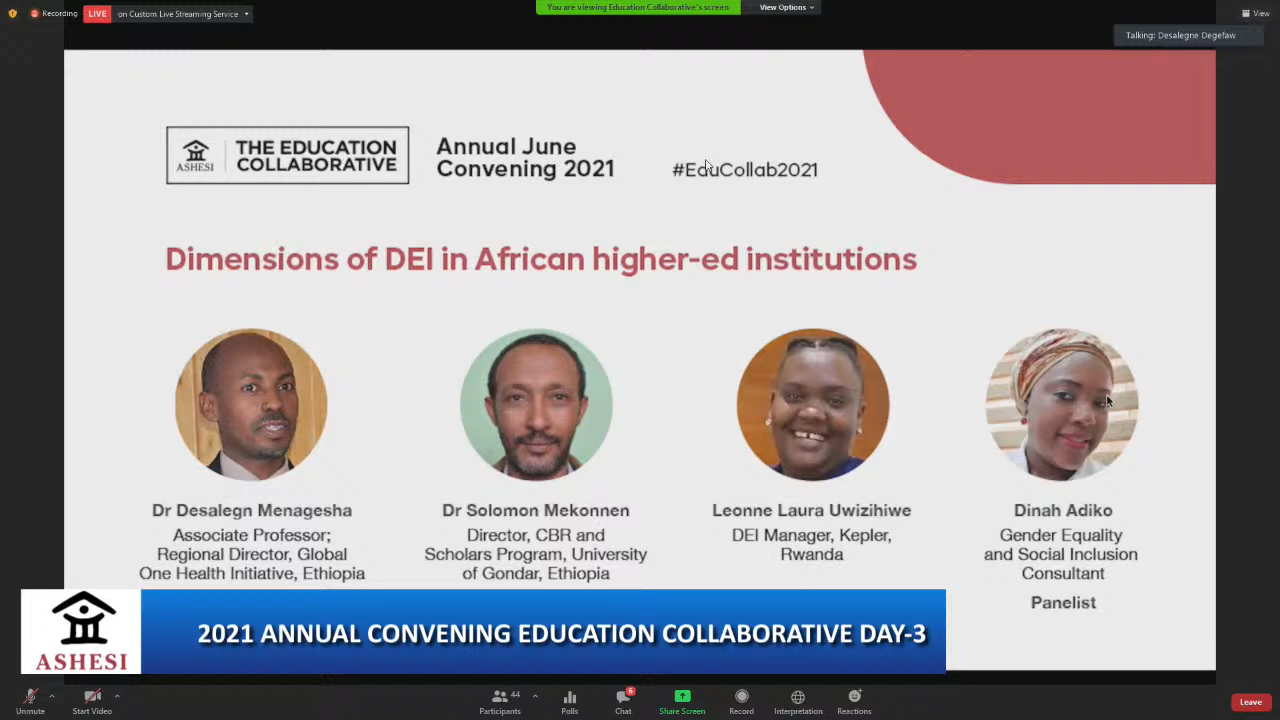 Recording
LIVE
on Custom Live Streaming Service
You are viewing Education Collaborative's screen
View Options
View
Talking: Desalegne Degefaw
ASHESI
THE EDUCATION
COLLABORATIVE
Annual June
Convening 2021
#EduCollab2021
Dimensions of DEI in African higher-ed institutions
Dr Desalegn Menagesha
Associate Professor;
Regional Director, Global
One Health Initiative, Ethiopia
Dr Solomon Mekonnen
Director, CBR and
Scholars Program, University
of Gondar, Ethiopia
Leonne Laura Uwizihiwe
DEI Manager, Kepler,
Rwanda
Dinah Adiko
Gender Equality
and Social Inclusion
Consultant
Panelist
ASHESI
2021 ANNUAL CONVENING EDUCATION COLLABORATIVE DAY-3
Unmute
Start Video
44
Participants
Polls
6
Chat
Share Screen
Record
Interpretation
Reactions
Leave